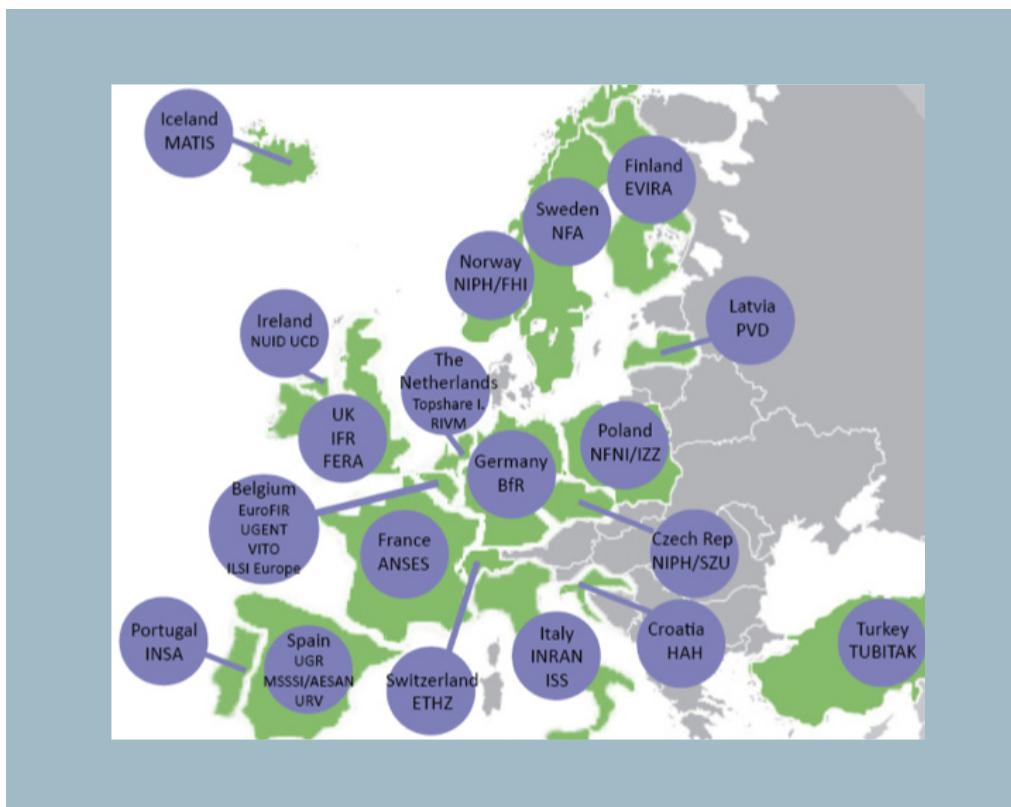 Iceland
MATIS
Finland
EVIRA
Sweden
NFA
Norway
NIPH/FHI
Latvia
PVD
Ireland
NUID UCD
The
Netherlands
Topshare I.
RIVM
UK
IFR
FERA
Poland
NFNI/IZZ
Germany
BfR
Belgium
EuroFIR
UGENT
VITO
ILSI Europe
France
ANSES
Czech Rep
NIPH/SZU
Portugal
INSA
Spain
UGR
MSSSI/AESAN
URV
Switzerland
ETHZ
Italy
INRAN
ISS
Croatia
HAH
Turkey
TUBITAK